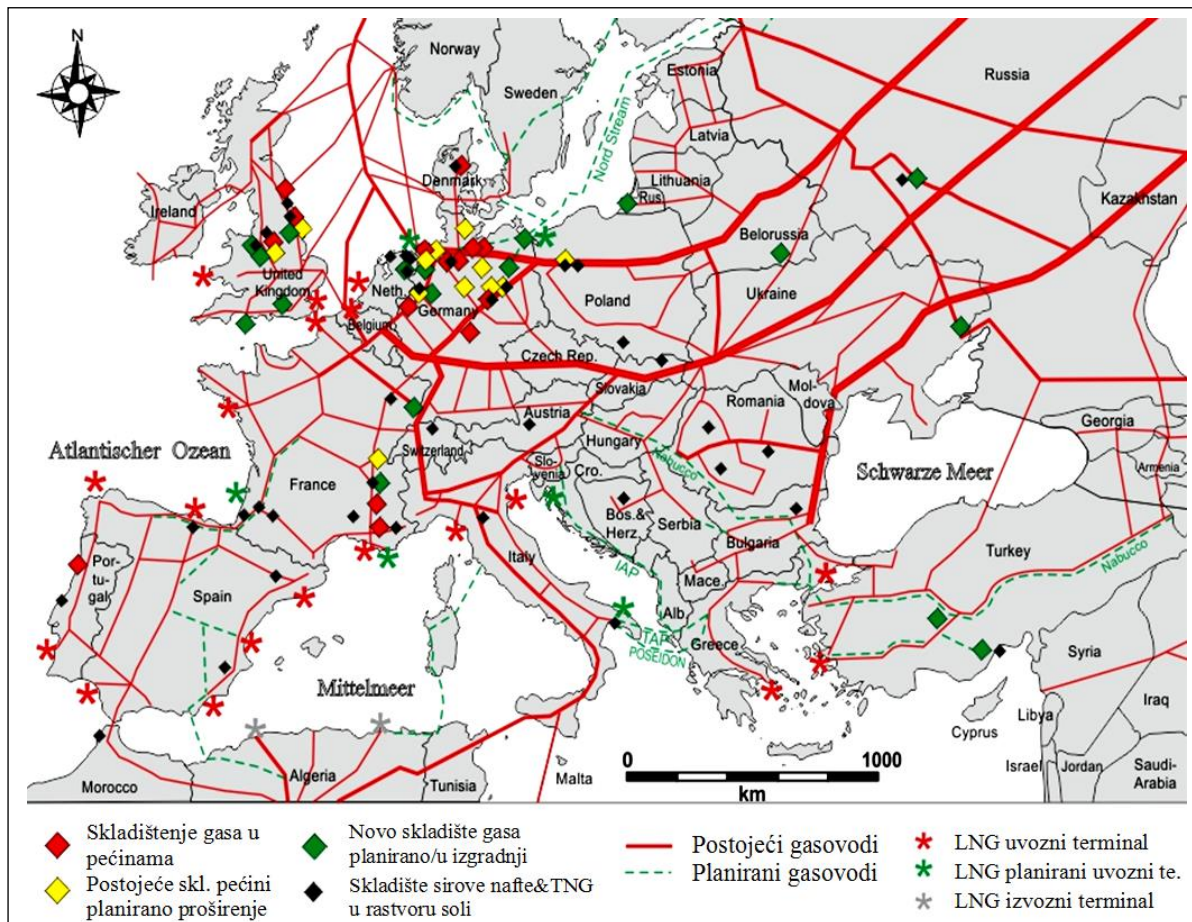 N
Norway
Sweden
Estonia
Russia
Latvia
Nord Stream
Denmark
Lithuania
Rus.
Kazakhstan
Ireland
Belorussia
United
Kingdom
Neth.
Germany
Poland
Ukraine
Belgium
Czech Rep.
Slovakia
Mol-
dova
Austria
Romania
Atlantischer Ozean
Switzerland
Hungary
Georgia
France
Slo-
venia
Cro.
Nabucco
Schwarze Meer
Armenia
Bos.&
Herz.
Serbia
Italy
Bulgaria
Por-
tu-
gal
Spain
IAP
Mace.
Turkey
Nabucco
Alb.
TAP
POSEIDON
Greece
Mittelmeer
Syria
Cyprus
Libya
Iraq
Morocco
Algeria
Tunisia
Malta
0
1000
km
Israel
Jordan
Saudi-
Arabia
Skladištenje gasa u
pećinama
Postojeće skl. pećini
planirano proširenje
Novo skladište gasa
planirano/u izgradnji
Skladište sirove nafte&TNG
u rastvoru soli
Postojeći gasovodi
Planirani gasovodi
LNG uvozni terminal
LNG planirani uvozni te.
LNG izvozni terminal